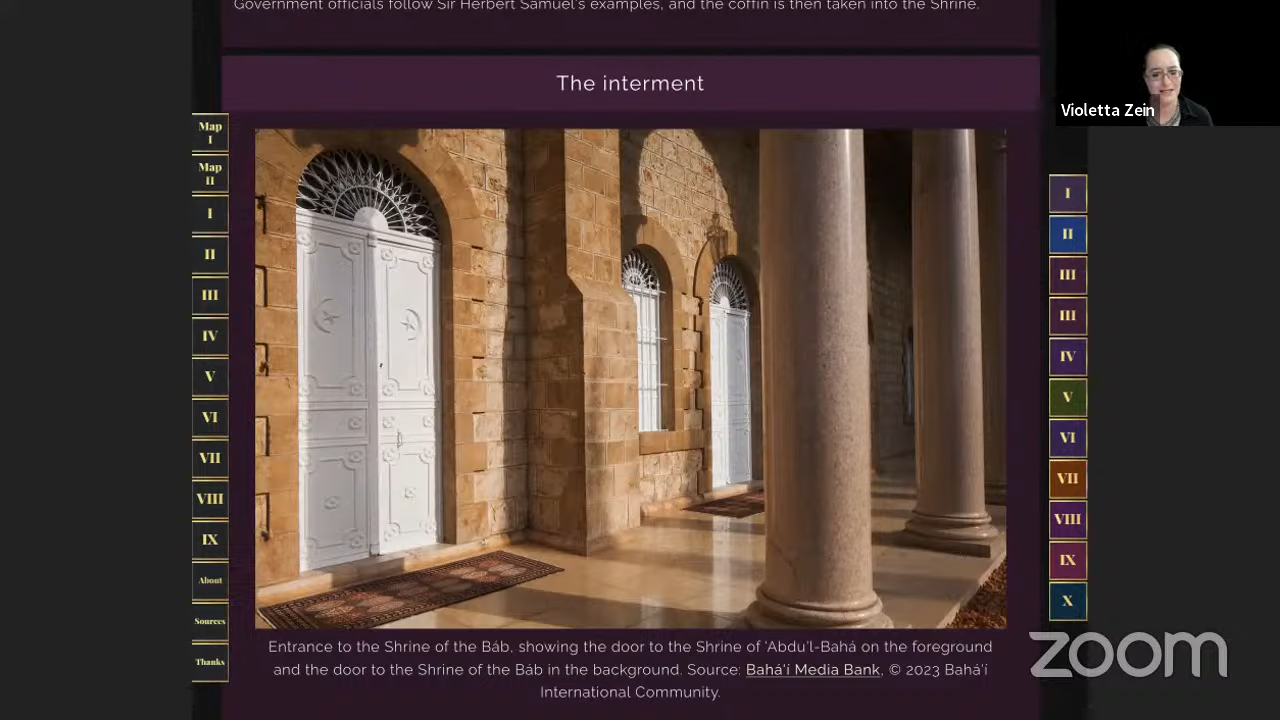 Government officials follow Sir Herbert Samuel's examples, and the coffin is then taken into the Shrine.
The interment
Violetta Zein
Map
I
Map
II
I
II
III
IV
V
VI
VII
VIII
IX
About
Sources
Thanks
I
II
III
III
IV
V
VI
VII
VIII
IX
X
Entrance to the Shrine of the Báb, showing the door to the Shrine of 'Abdu'l-Bahá on the foreground
and the door to the Shrine of the Báb in the background. Source: Bahá'í Media Bank, © 2023 Bahá'í
International Community.
zoom